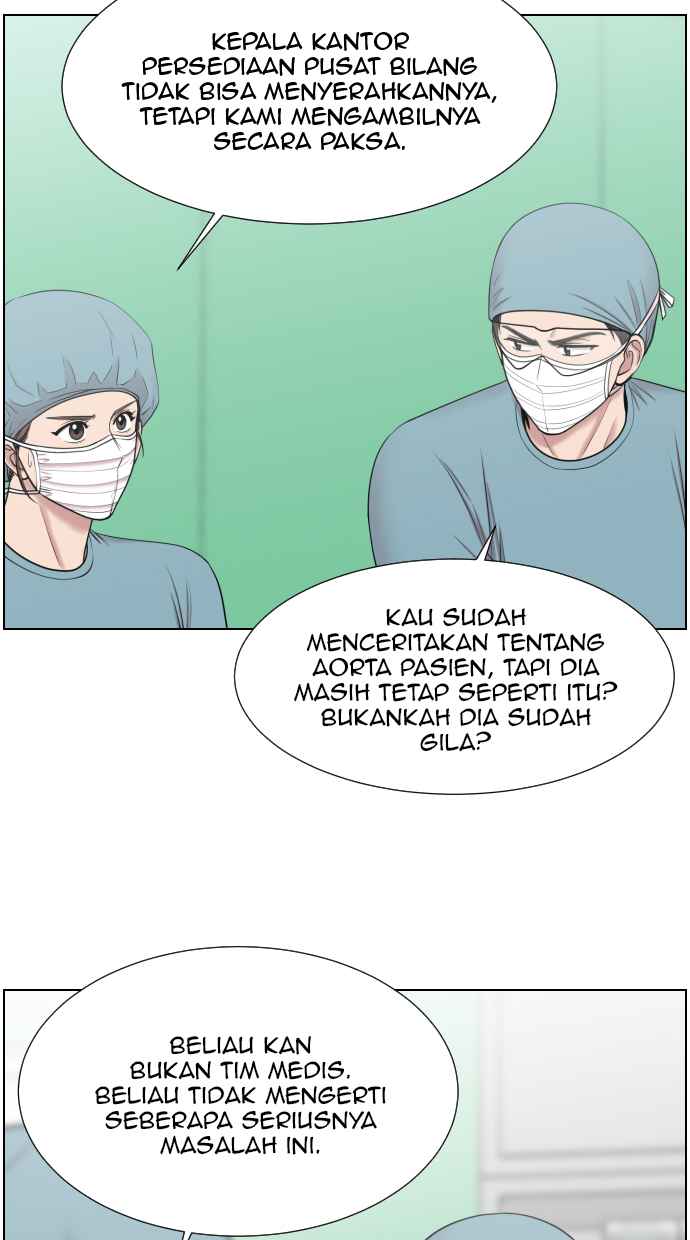 KEPALA KANTOR
PERSEDIAAN PUSAT BILANG
TIDAK BISA MENYERAHKANNYA,
TETAPI KAMI MENGAMBILNYA
SECARA PAKSA.
KAU SUDAH
MENCERITAKAN TENTANG
AORTA PASIEN, TAPI DIA
MASIH TETAP SEPERTI ITU?
BUKANKAH DIA SUDAH
GILA?
BELIAU KAN
BUKAN TIM MEDIS.
BELIAU TIDAK MENGERTI
SEBERAPA SERIUSNYA
MASALAH INI.